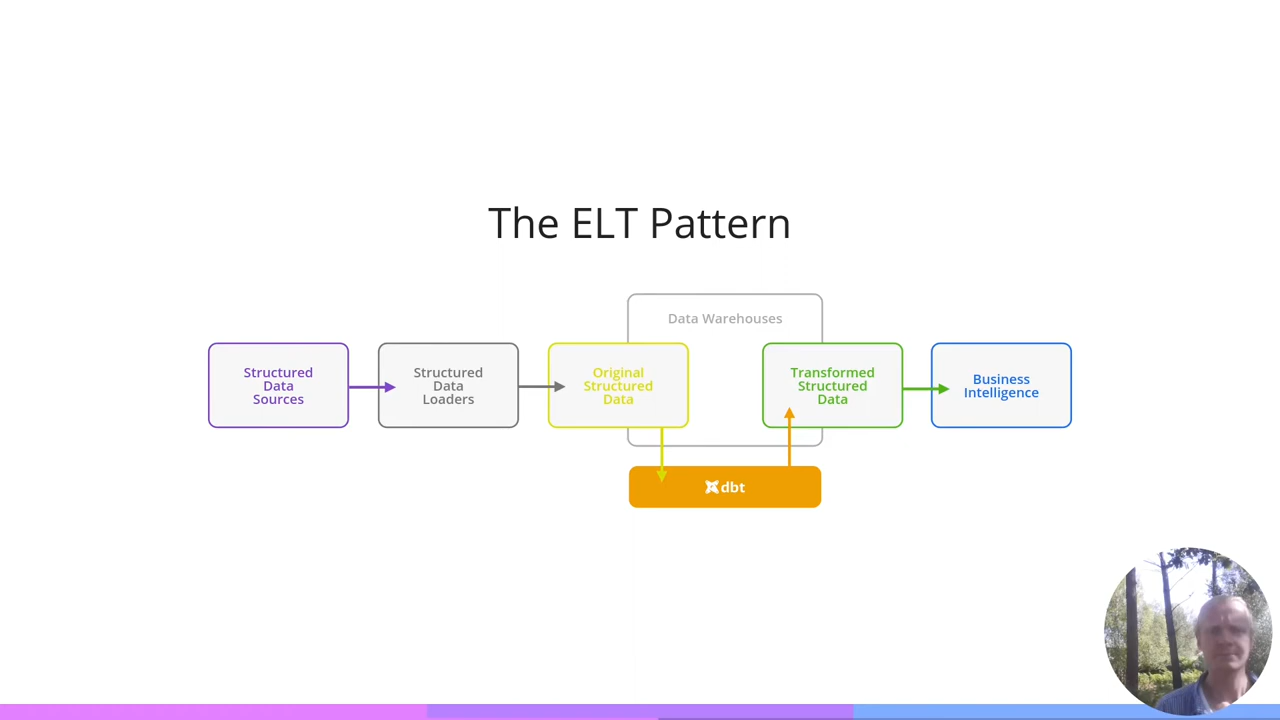 The ELT Pattern
Data Warehouses
Structured
Data
Sources
Structured
Data
Loaders
Original
Structured
Data
Transformed
Structured
Data
Business
Intelligence
dbt